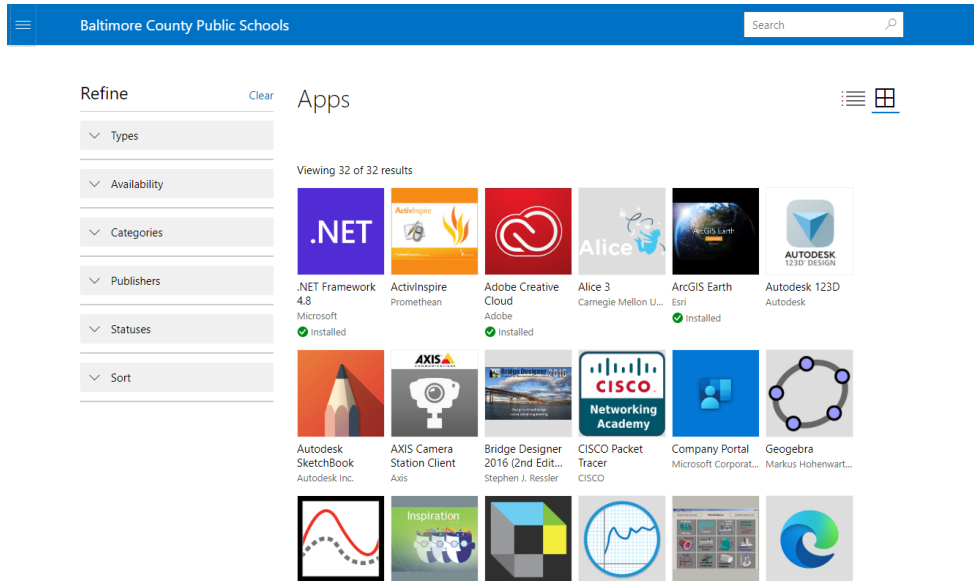 Baltimore County Public Schools
Search
Refine
Clear
Apps
Types
Availability
Categories
Publishers
Statuses
Sort
Viewing 32 of 32 results
.NET
ActivInspire
Alice
ArcGIS Earth
AUTODESK
123D® DESIGN
.NET Framework
4.8
Microsoft
Installed
ActivInspire
Promethean
Adobe Creative
Cloud
Adobe
Installed
Alice 3
Carnegie Mellon U...
ArcGIS Earth
Esri
Installed
Autodesk 123D
Autodesk
AXIS
COMMUNICATIONS
Bridge Designer 2016
CISCO
Networking
Academy
Autodesk
SketchBook
Autodesk Inc.
AXIS Camera
Station Client
Axis
Bridge Designer
2016 (2nd Edit...
Stephen J. Ressler
CISCO Packet
Tracer
CISCO
Company Portal
Microsoft Corporat...
Geogebra
Markus Hohenwart...
Inspiration